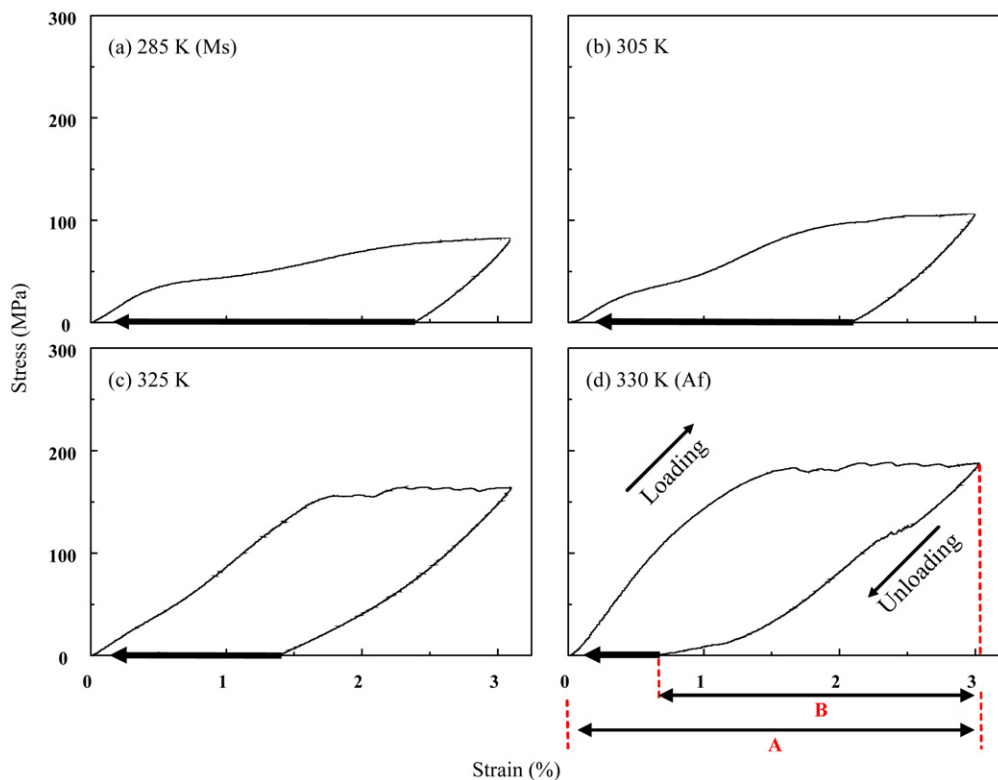 300
(a) 285 K (Ms)
(b) 305 K
200
100
0
Stress (MPa)
300
(c) 325 K
(d) 330 K (Af)
Loading
200
100
Unloading
0
0 1 2 3
0 1 2 3
B
A
Strain (%)